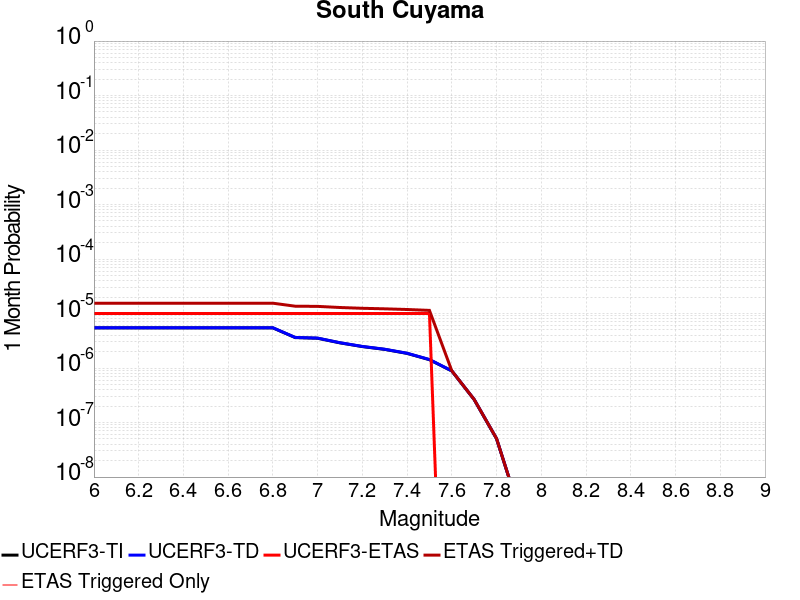 South Cuyama
10^0
10^-1
10^-2
10^-3
10^-4
10^-5
10^-6
10^-7
10^-8
1 Month Probability
6 6.2 6.4 6.6 6.8 7 7.2 7.4 7.6 7.8 8 8.2 8.4 8.6 8.8 9
Magnitude
UCERF3-TI UCERF3-TD UCERF3-ETAS ETAS Triggered+TD
ETAS Triggered Only